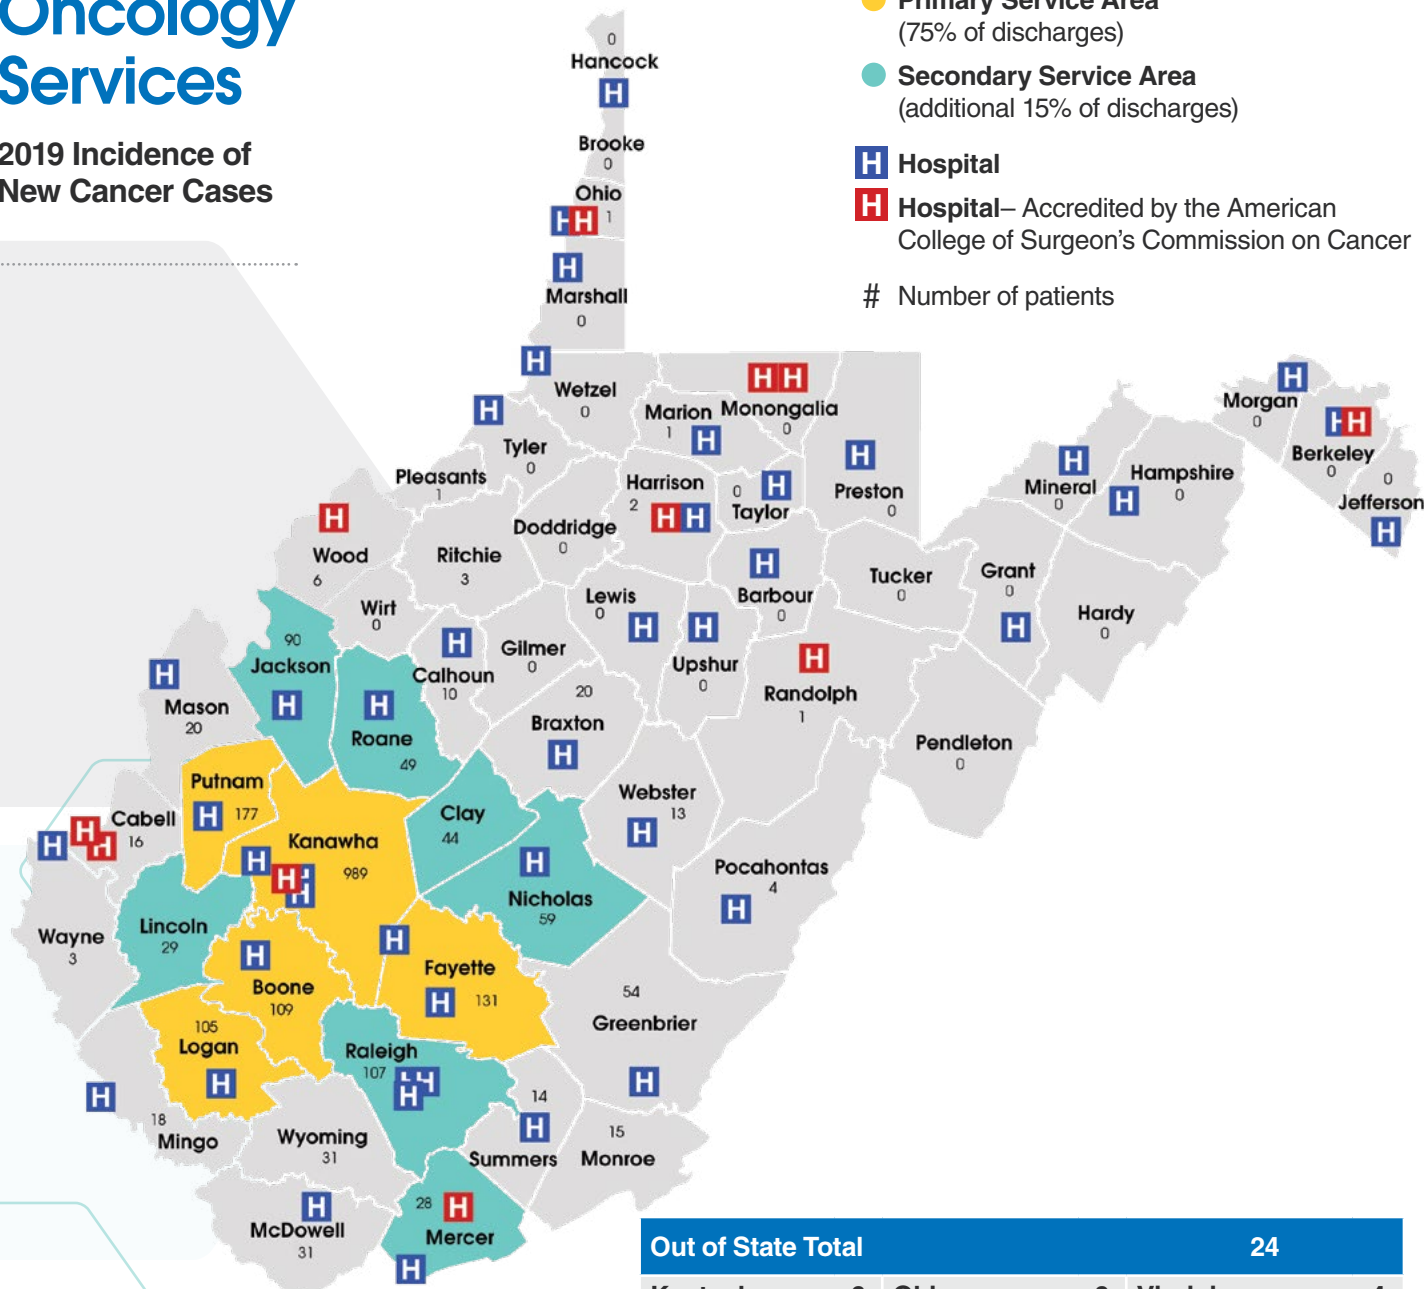 Oncology
Services
2019 Incidence of
New Cancer Cases
Primary Service Area
(75% of discharges)
Secondary Service Area
(additional 15% of discharges)
H Hospital
H Hospital– Accredited by the American
College of Surgeon's Commission on Cancer
# Number of patients
0
Hancock
H
Brooke
0
Ohio
H H 1
H
Marshall
0
H
Wetzel
0
H
Tyler
0
Marion
1
H
H H
Monongalia
0
H
Preston
0
Pleasants
1
Harrison
2
H H
0
H
Taylor
Doddridge
0
H
Wood
6
Ritchie
3
Wirt
0
H
Calhoun
10
Gilmer
0
Lewis
0
H
H
Upshur
0
H
Barbour
0
Tucker
0
Grant
0
H
H
Mineral
0
Hampshire
0
H
Hardy
0
H
Morgan
0
H H
Berkeley
0
0
Jefferson
H
H
Randolph
1
Pendleton
0
90
Jackson
H
H
Mason
20
H
Roane
49
20
Braxton
H
Webster
13
H
Pocahontas
4
H
Putnam
H 177
Cabell
16
H H H
Kanawha
989
H
H H
H
H
Clay
44
H
Nicholas
59
Wayne
3
Lincoln
29
H
Boone
109
Fayette
H 131
54
Greenbrier
H
105
Logan
H
Raleigh
107
H H
H
14
H
Summers
15
Monroe
H
18
Mingo
Wyoming
31
H
McDowell
31
28 H
Mercer
H
Out of State Total 24